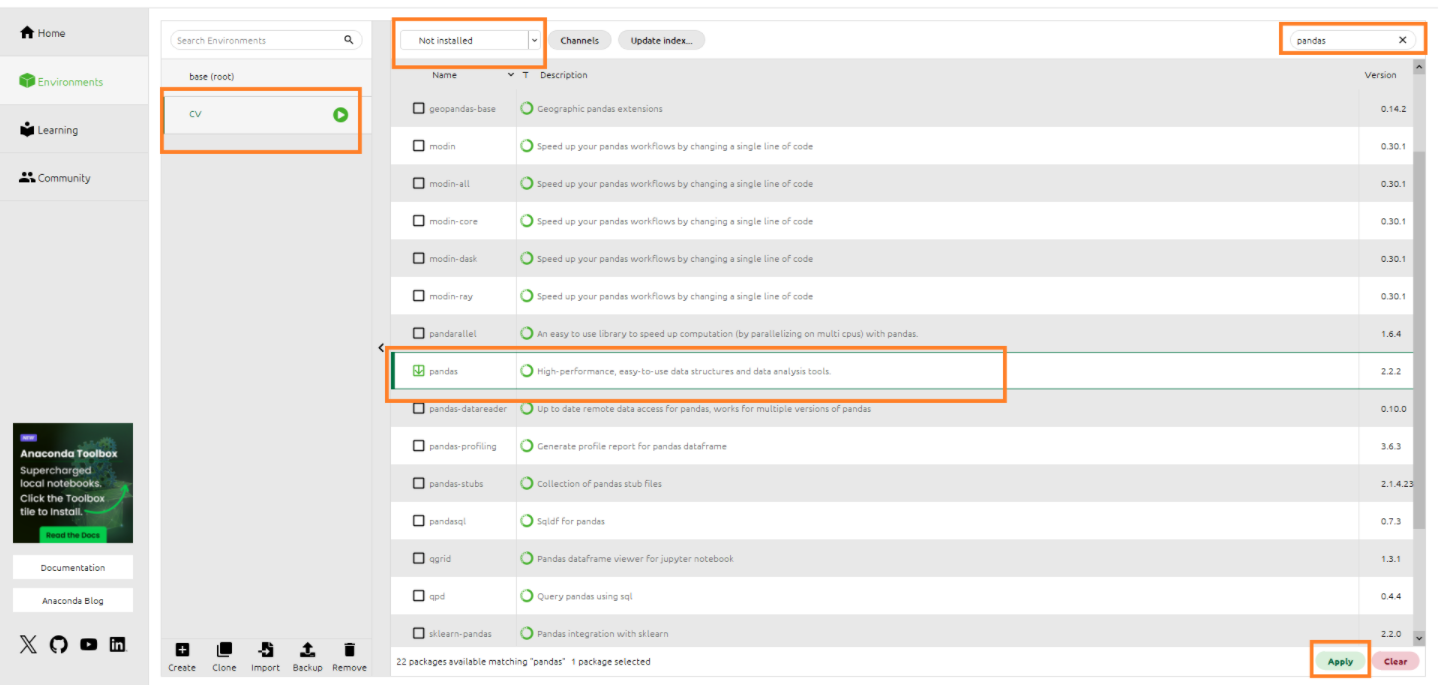 Home
Environments
Learning
Community
NEW
Anaconda Toolbox
Supercharged
local notebooks.
Click the Toolbox
tile to install.
Read the Docs
Documentation
Anaconda Blog
Search Environments
base (root)
CV
Create Clone Import Backup Remove
Not installed Channels Update index... pandas
Name T Description Version
geopandas-base Geographic pandas extensions 0.14.2
modin Speed up your pandas workflows by changing a single line of code 0.30.1
modin-all Speed up your pandas workflows by changing a single line of code 0.30.1
modin-core Speed up your pandas workflows by changing a single line of code 0.30.1
modin-dask Speed up your pandas workflows by changing a single line of code 0.30.1
modin-ray Speed up your pandas workflows by changing a single line of code 0.30.1
pandarallel An easy to use library to speed up computation (by parallelizing on multi cpus) with pandas. 1.6.4
pandas High-performance, easy-to-use data structures and data analysis tools. 2.2.2
pandas-datareader Up to date remote data access for pandas, works for multiple versions of pandas 0.10.0
pandas-profiling Generate profile report for pandas dataframe 3.6.3
pandas-stubs Collection of pandas stub files 2.1.4.23
pandasql Sqldf for pandas 0.7.3
qgrid Pandas dataframe viewer for jupyter notebook 1.3.1
qpd Query pandas using sql 0.4.4
sklearn-pandas Pandas integration with sklearn 2.2.0
22 packages available matching "pandas" 1 package selected Apply Clear